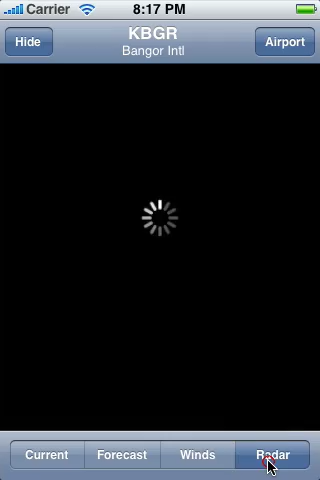 Carrier 8:17 PM
Hide KBGR Airport
Bangor Intl
Current Forecast Winds Radar